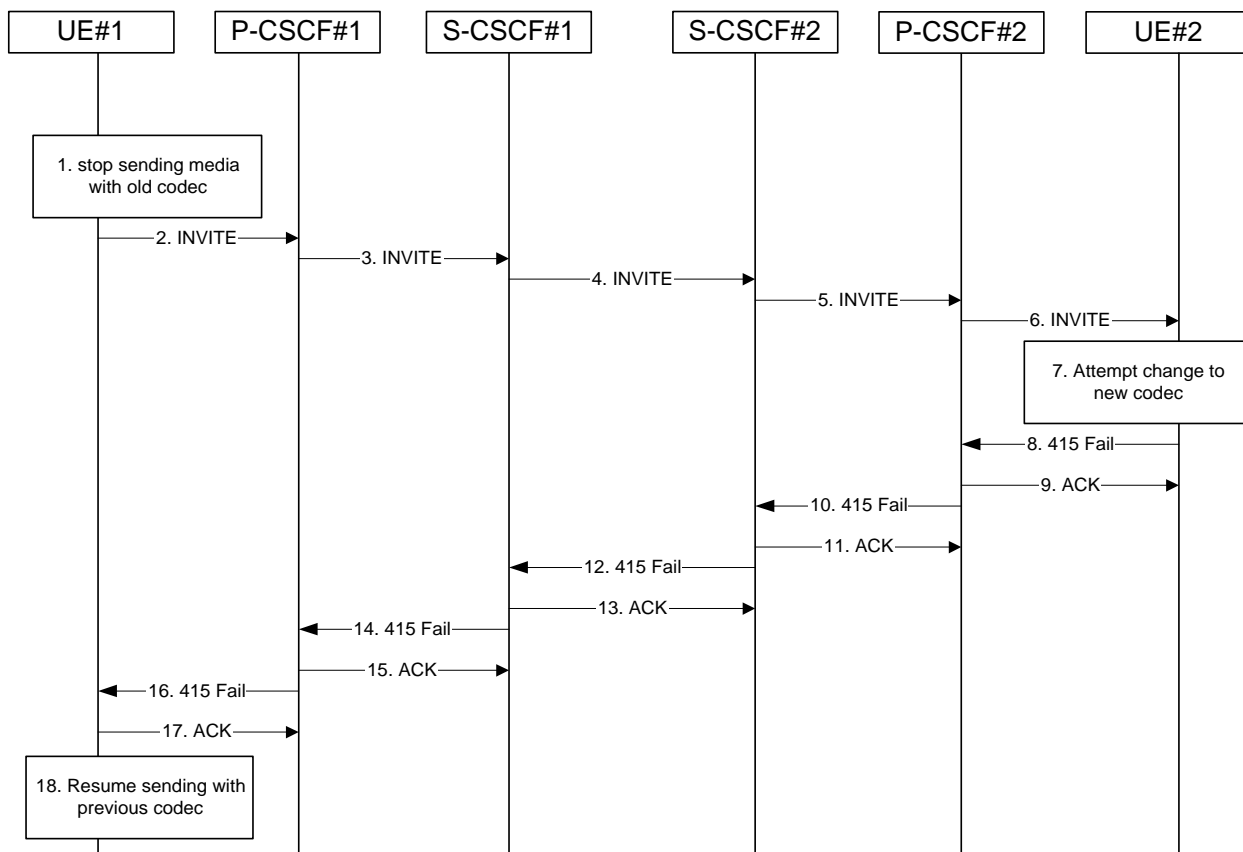 UE#1
P-CSCF#1
S-CSCF#1
S-CSCF#2
P-CSCF#2
UE#2
1. stop sending media
with old codec
2. INVITE
3. INVITE
4. INVITE
5. INVITE
6. INVITE
7. Attempt change to
new codec
8. 415 Fail
9. ACK
10. 415 Fail
11. ACK
12. 415 Fail
13. ACK
14. 415 Fail
15. ACK
16. 415 Fail
17. ACK
18. Resume sending with
previous codec